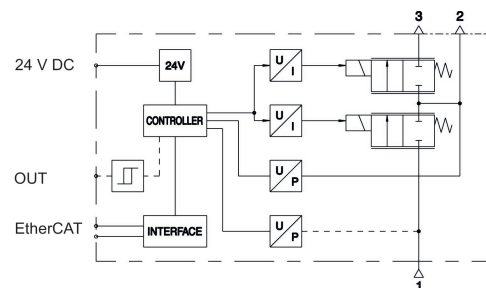 3 2
24 V DC
24V
U
I
CONTROLLER
U
I
OUT
U
P
EtherCAT
INTERFACE
U
P
1